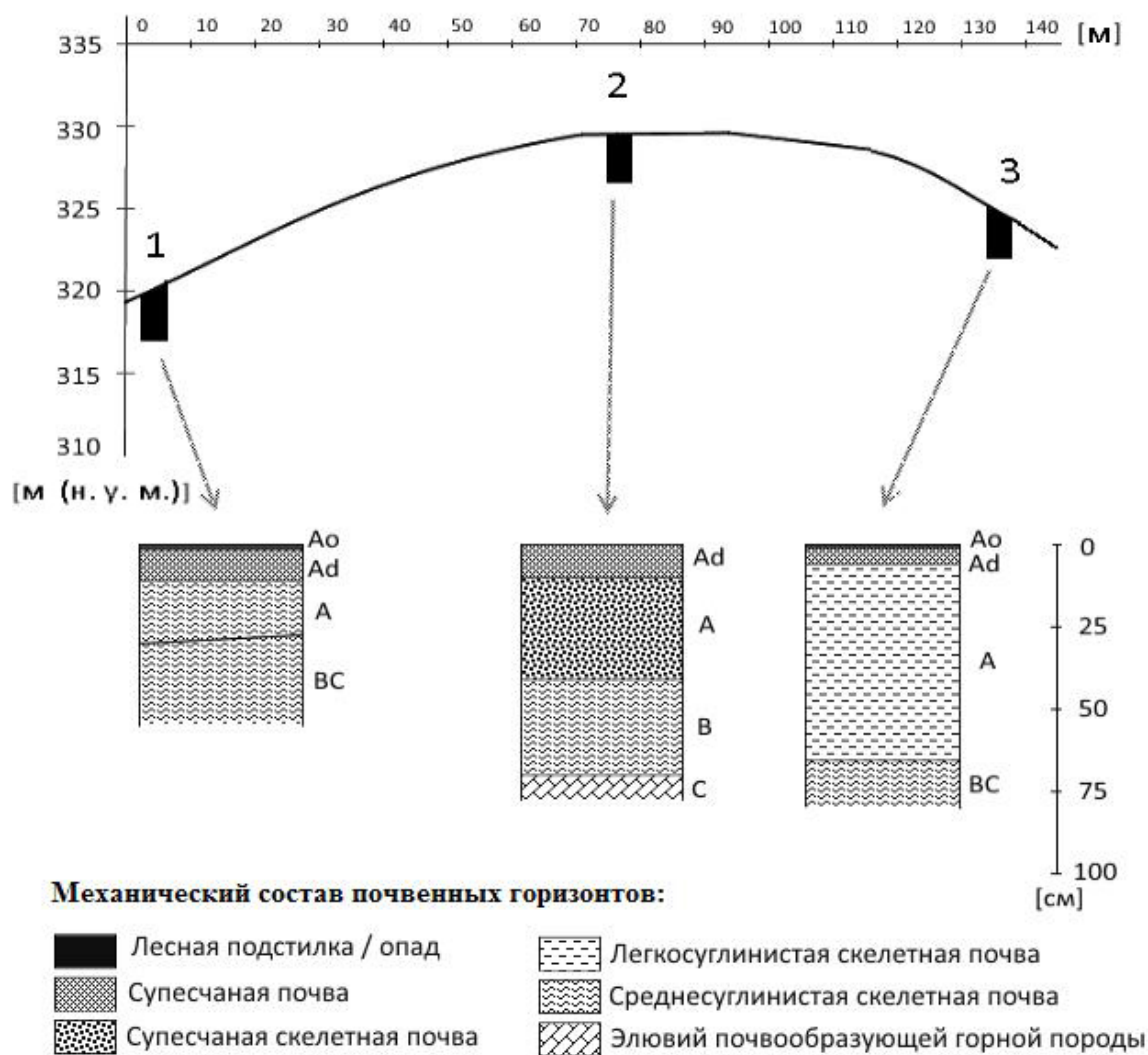 0 10 20 30 40 50 60 70 80 90 100 110 120 130 140 [м]
335
330
325
320
315
310
[м (н. у. м.)]
1
2
3
Ao
Ad
A
BC
Ad
A
B
C
Ao
Ad
A
BC
0
25
50
75
100
[см]
Механический состав почвенных горизонтов:
Лесная подстилка / опад
Супесчаная почва
Супесчаная скелетная почва
Легкосуглинистая скелетная почва
Среднесуглинистая скелетная почва
Элювий почвообразующей горной породы